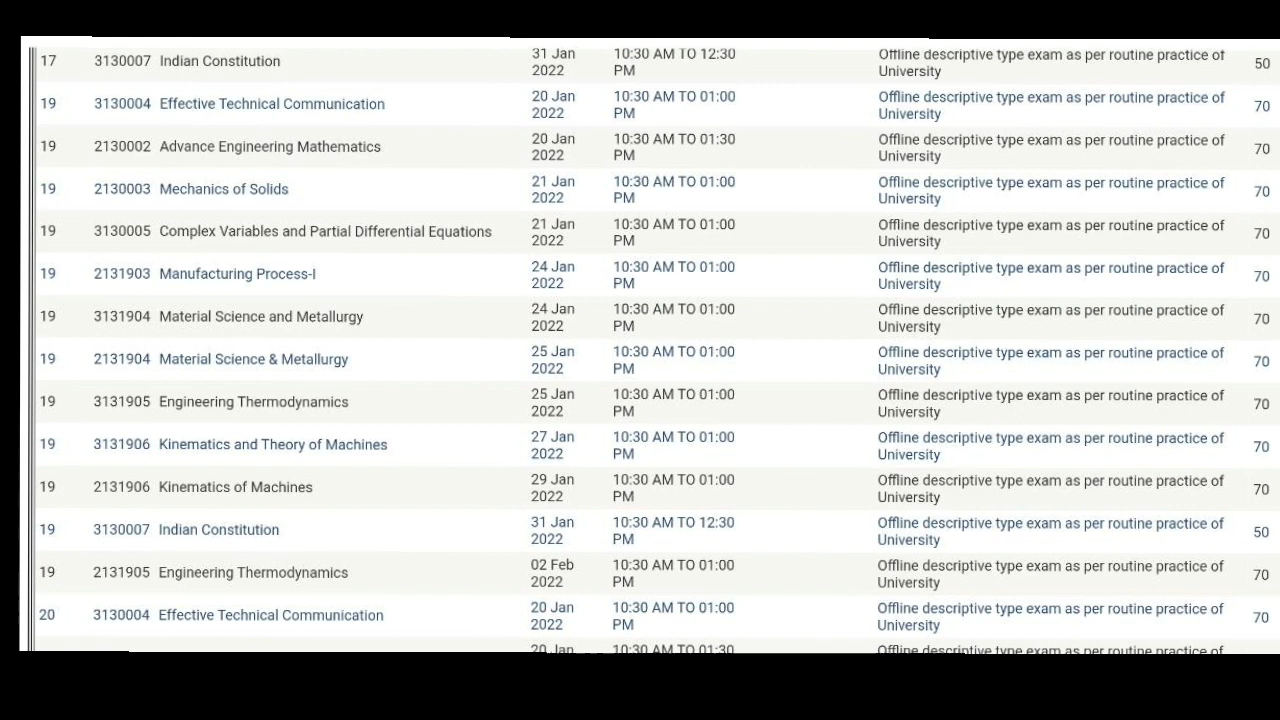 17 3130007 Indian Constitution 31 Jan 2022 10:30 AM TO 12:30 PM Offline descriptive type exam as per routine practice of University 50
19 3130004 Effective Technical Communication 20 Jan 2022 10:30 AM TO 01:00 PM Offline descriptive type exam as per routine practice of University 70
19 2130002 Advance Engineering Mathematics 20 Jan 2022 10:30 AM TO 01:30 PM Offline descriptive type exam as per routine practice of University 70
19 2130003 Mechanics of Solids 21 Jan 2022 10:30 AM TO 01:00 PM Offline descriptive type exam as per routine practice of University 70
19 3130005 Complex Variables and Partial Differential Equations 21 Jan 2022 10:30 AM TO 01:00 PM Offline descriptive type exam as per routine practice of University 70
19 2131903 Manufacturing Process-I 24 Jan 2022 10:30 AM TO 01:00 PM Offline descriptive type exam as per routine practice of University 70
19 3131904 Material Science and Metallurgy 24 Jan 2022 10:30 AM TO 01:00 PM Offline descriptive type exam as per routine practice of University 70
19 2131904 Material Science & Metallurgy 25 Jan 2022 10:30 AM TO 01:00 PM Offline descriptive type exam as per routine practice of University 70
19 3131905 Engineering Thermodynamics 25 Jan 2022 10:30 AM TO 01:00 PM Offline descriptive type exam as per routine practice of University 70
19 3131906 Kinematics and Theory of Machines 27 Jan 2022 10:30 AM TO 01:00 PM Offline descriptive type exam as per routine practice of University 70
19 2131906 Kinematics of Machines 29 Jan 2022 10:30 AM TO 01:00 PM Offline descriptive type exam as per routine practice of University 70
19 3130007 Indian Constitution 31 Jan 2022 10:30 AM TO 12:30 PM Offline descriptive type exam as per routine practice of University 50
19 2131905 Engineering Thermodynamics 02 Feb 2022 10:30 AM TO 01:00 PM Offline descriptive type exam as per routine practice of University 70
20 3130004 Effective Technical Communication 20 Jan 2022 10:30 AM TO 01:00 PM Offline descriptive type exam as per routine practice of University 70
20 Jan 10:30 AM TO 01:30 Offline descriptive type exam as per routine practice of